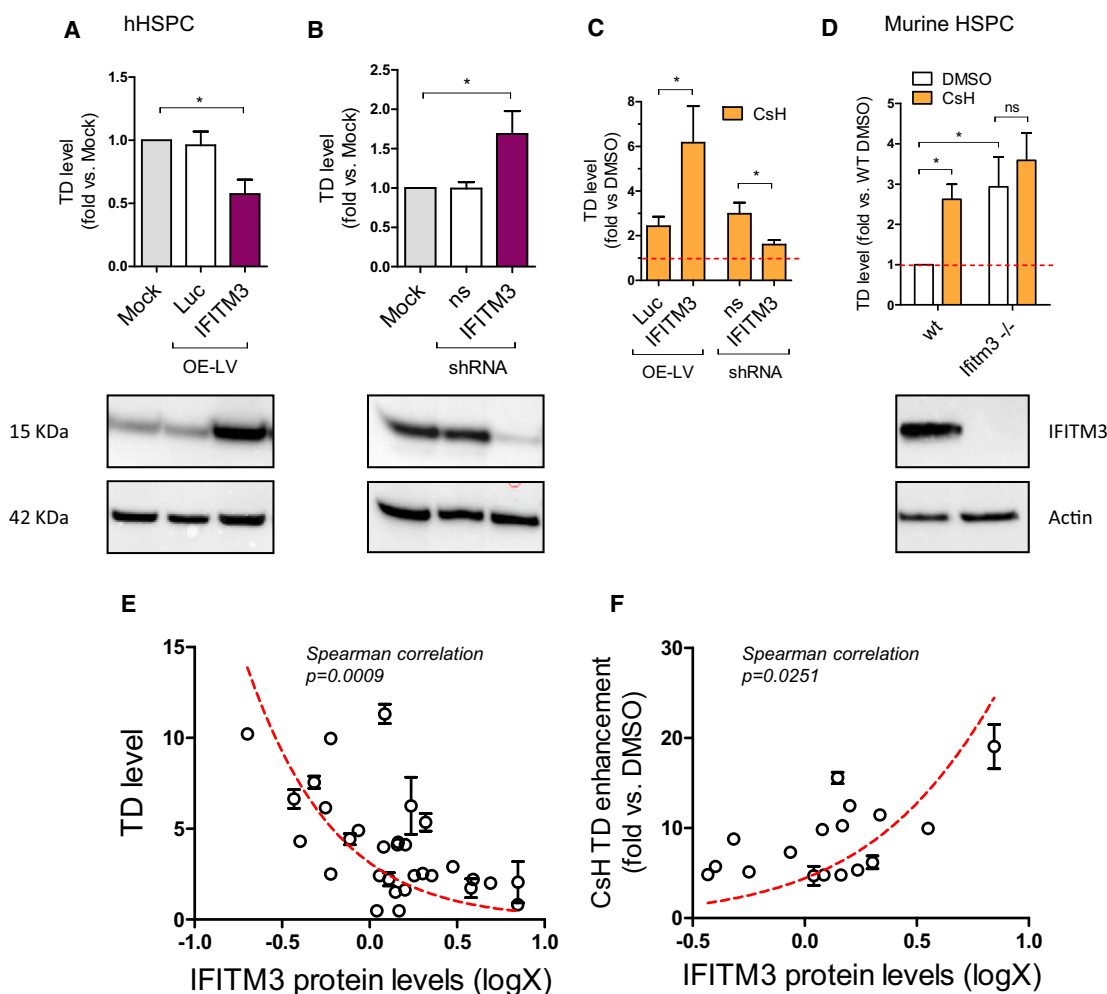 A hHSPC
TD level
(fold vs. Mock)
1.5
1.0
0.5
0.0
*
Mock
Luc
IFITM3
OE-LV
B
TD level
(fold vs. Mock)
2.5
2.0
1.5
1.0
0.5
0.0
*
Mock
ns
IFITM3
shRNA
C
TD level
(fold vs DMSO)
8
6
4
2
0
*
*
CsH
Luc
IFITM3
OE-LV
ns
IFITM3
shRNA
D Murine HSPC
DMSO
CsH
TD level (fold vs. WT DMSO)
5
4
3
2
1
0
*
*
ns
wt
Ifitm3 -/-
15 KDa
42 KDa
IFITM3
Actin
E
Spearman correlation
p=0.0009
TD level
15
10
5
0
-1.0 -0.5 0.0 0.5 1.0
IFITM3 protein levels (logX)
F
Spearman correlation
p=0.0251
CsH TD enhancement
(fold vs. DMSO)
30
20
10
0
-0.5 0.0 0.5 1.0
IFITM3 protein levels (logX)